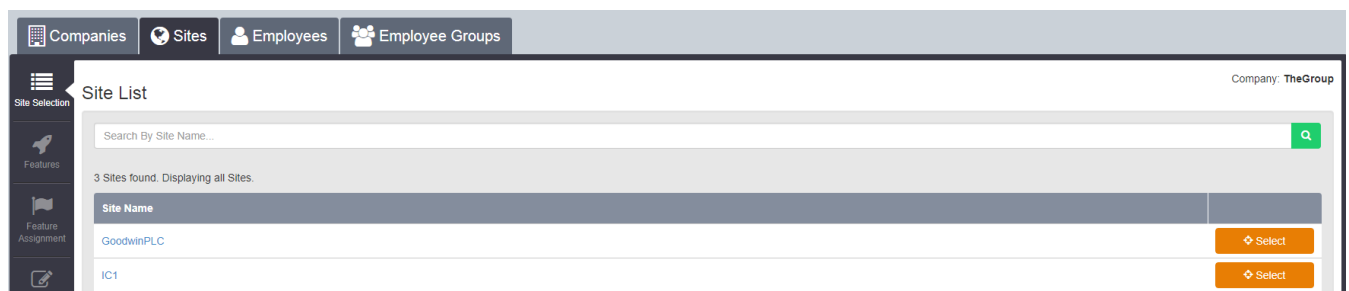 Companies Sites Employees Employee Groups
Company: TheGroup
Site Selection
Site List
Search By Site Name...
Features
3 Sites found. Displaying all Sites.
Site Name
Feature
Assignment
GoodwinPLC Select
IC1 Select